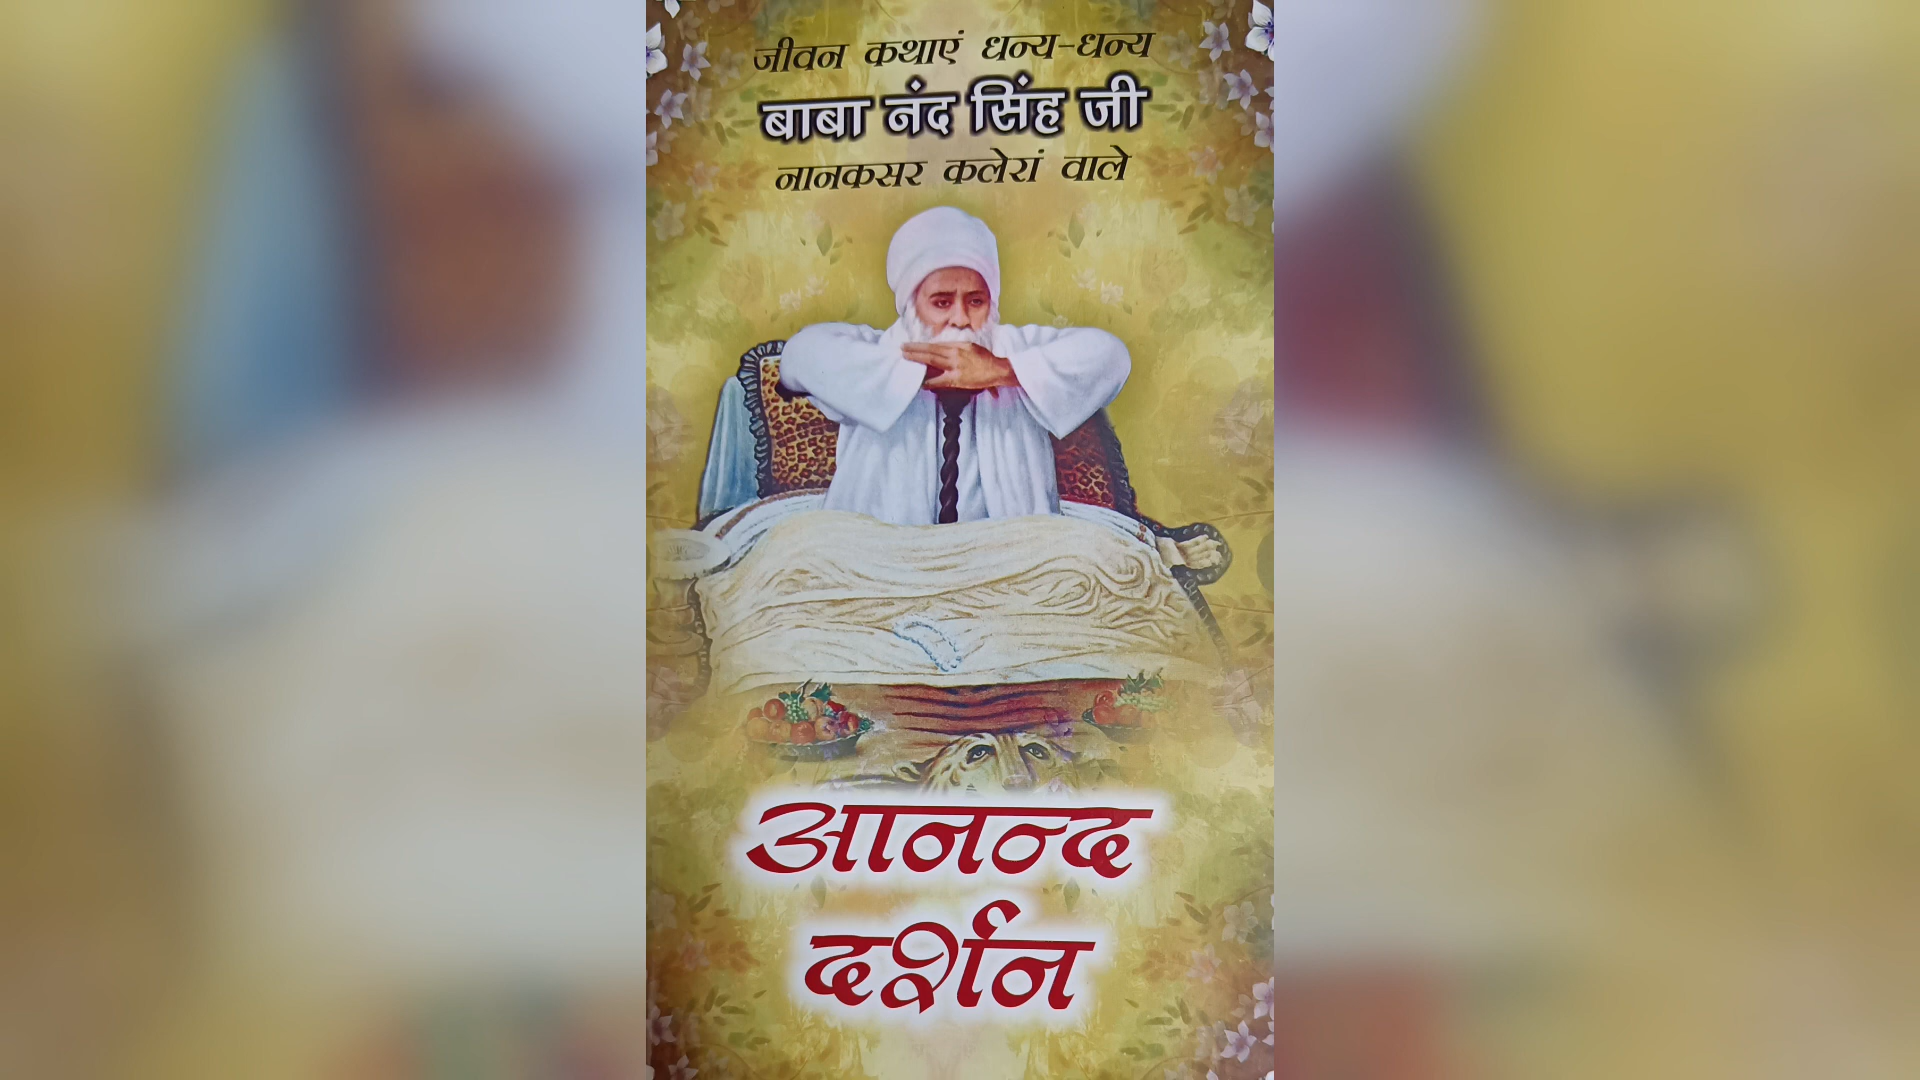 जीवन कथाएं धन्य-धन्य
बाबा नंद सिंह जी
नानकसर कलेरां वाले
आनन्द
दर्शन